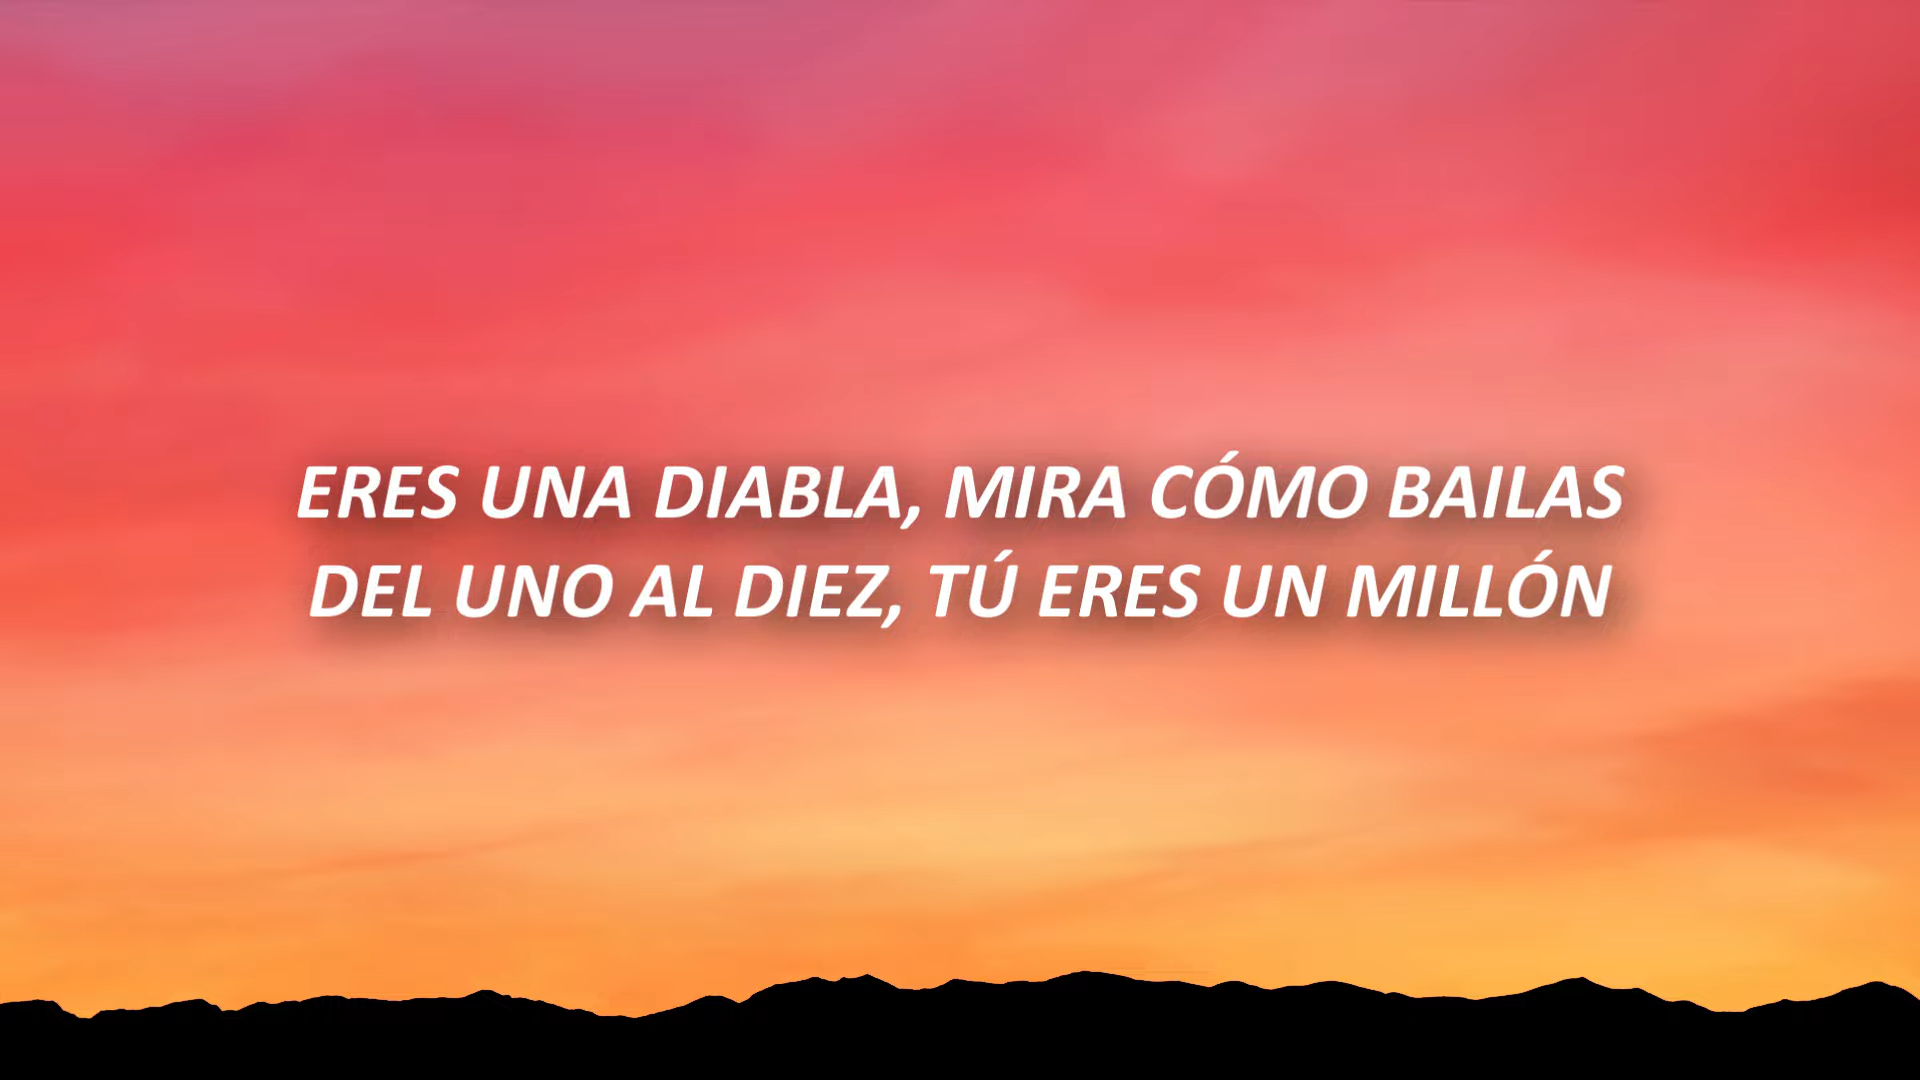 ERES UNA DIABLA, MIRA CÓMO BAILAS
DEL UNO AL DIEZ, TÚ ERES UN MILLÓN